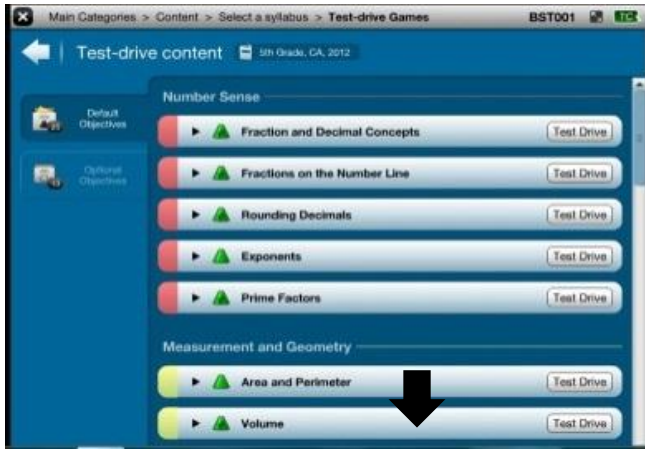 Main Categories > Content > Select a syllabus > Test-drive Games BST001 TC
Test-drive content 5th Grade, CA, 2012
Default Objectives
Optional Objectives
Number Sense
Fraction and Decimal Concepts Test Drive
Fractions on the Number Line Test Drive
Rounding Decimals Test Drive
Exponents Test Drive
Prime Factors Test Drive
Measurement and Geometry
Area and Perimeter Test Drive
Volume Test Drive